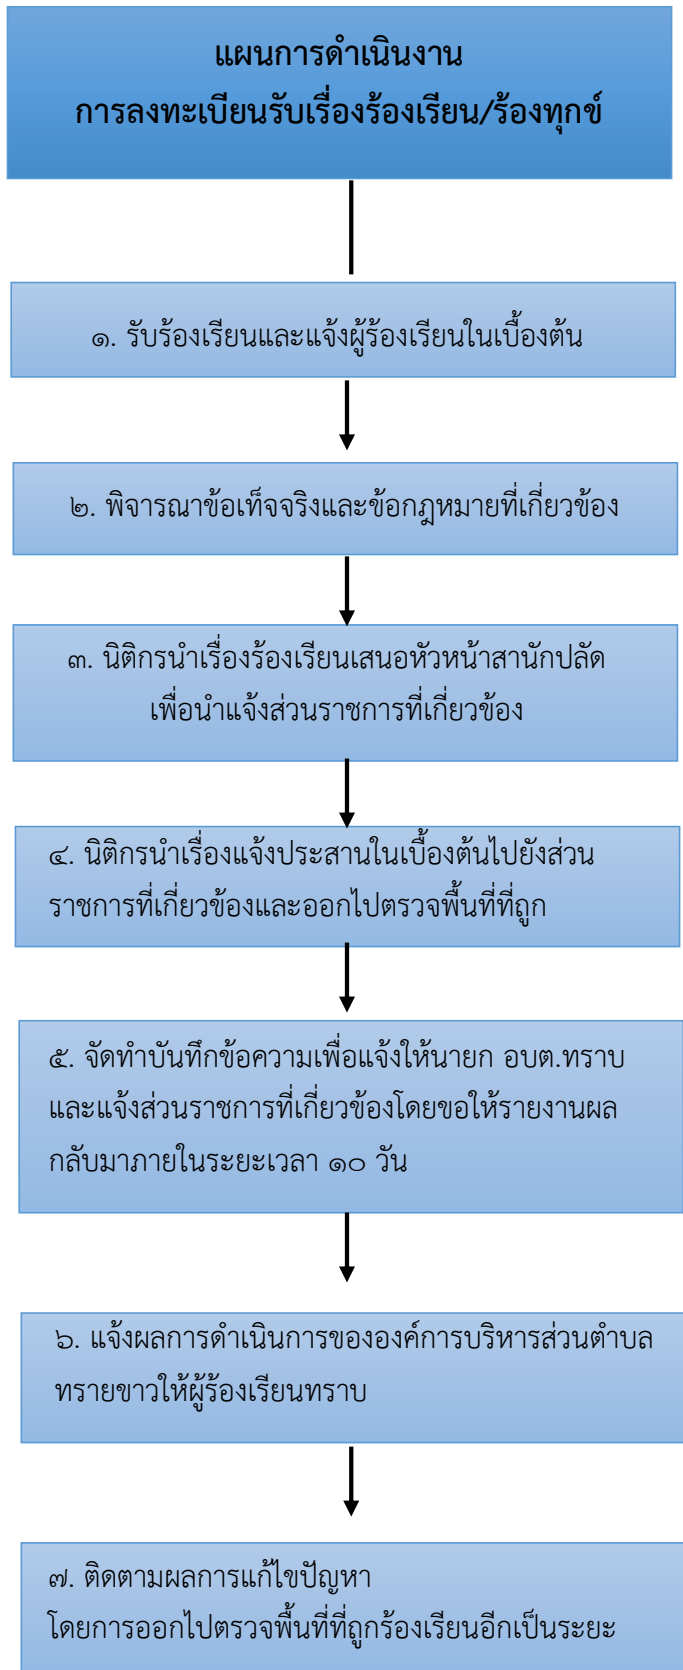 แผนการดำเนินงาน
การลงทะเบียนรับเรื่องร้องเรียน/ร้องทุกข์
๑. รับร้องเรียนและแจ้งผู้ร้องเรียนในเบื้องต้น
๒. พิจารณาข้อเท็จจริงและข้อกฎหมายที่เกี่ยวข้อง
๓. นิติกรนำเรื่องร้องเรียนเสนอหัวหน้าสานักปลัด
เพื่อนำแจ้งส่วนราชการที่เกี่ยวข้อง
๔. นิติกรนำเรื่องแจ้งประสานในเบื้องต้นไปยังส่วน
ราชการที่เกี่ยวข้องและออกไปตรวจพื้นที่ที่ถูก
๕. จัดทำบันทึกข้อความเพื่อแจ้งให้นายก อบต.ทราบ
และแจ้งส่วนราชการที่เกี่ยวข้องโดยขอให้รายงานผล
กลับมาภายในระยะเวลา ๑๐ วัน
๖. แจ้งผลการดำเนินการขององค์การบริหารส่วนตำบล
ทรายขาวให้ผู้ร้องเรียนทราบ
๗. ติดตามผลการแก้ไขปัญหา
โดยการออกไปตรวจพื้นที่ที่ถูกร้องเรียนอีกเป็นระยะ